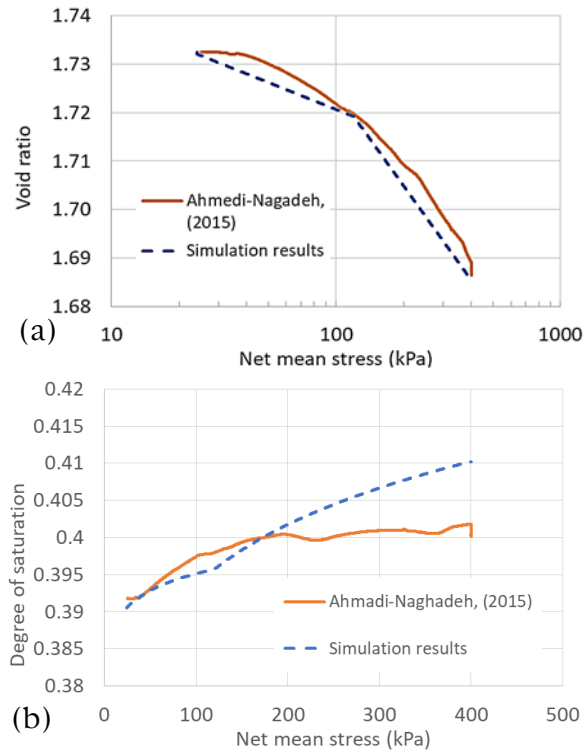 1.74
1.73
1.72
1.71
1.70
1.69
1.68
Void ratio
Ahmedi-Nagadeh,
(2015)
Simulation results
10
100
1000
(a)
Net mean stress (kPa)
0.42
0.415
0.41
0.405
0.4
0.395
0.39
0.385
0.38
Degree of saturation
Ahmadi-Naghadeh, (2015)
Simulation results
0
100
200
300
400
500
(b)
Net mean stress (kPa)